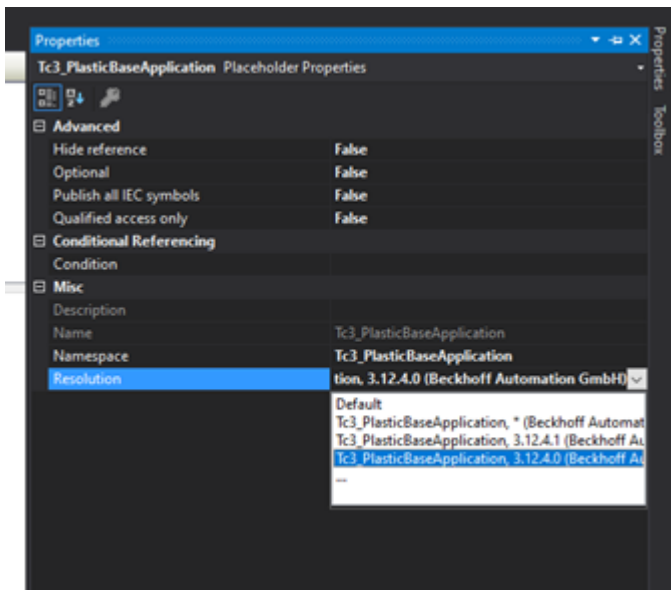 Properties
Tc3_PlasticBaseApplication Placeholder Properties
Advanced
Hide reference False
Optional False
Publish all IEC symbols False
Qualified access only False
Conditional Referencing
Condition
Misc
Description
Name Tc3_PlasticBaseApplication
Namespace Tc3_PlasticBaseApplication
Resolution tion, 3.12.4.0 (Beckhoff Automation GmbH)
Default
Tc3_PlasticBaseApplication, * (Beckhoff Automat
Tc3_PlasticBaseApplication, 3.12.4.1 (Beckhoff Au
Tc3_PlasticBaseApplication, 3.12.4.0 (Beckhoff Au
...
Properties
Toolbox